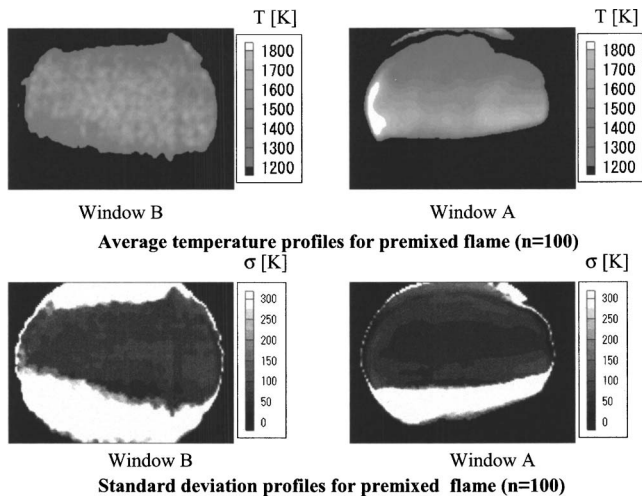 T [K]
T [K]
1800
1700
1600
1500
1400
1300
1200
1800
1700
1600
1500
1400
1300
1200
Window B
Window A
Average temperature profiles for premixed flame (n=100)
σ [K]
σ [K]
300
250
200
150
100
50
0
300
250
200
150
100
50
0
Window B
Window A
Standard deviation profiles for premixed flame (n=100)